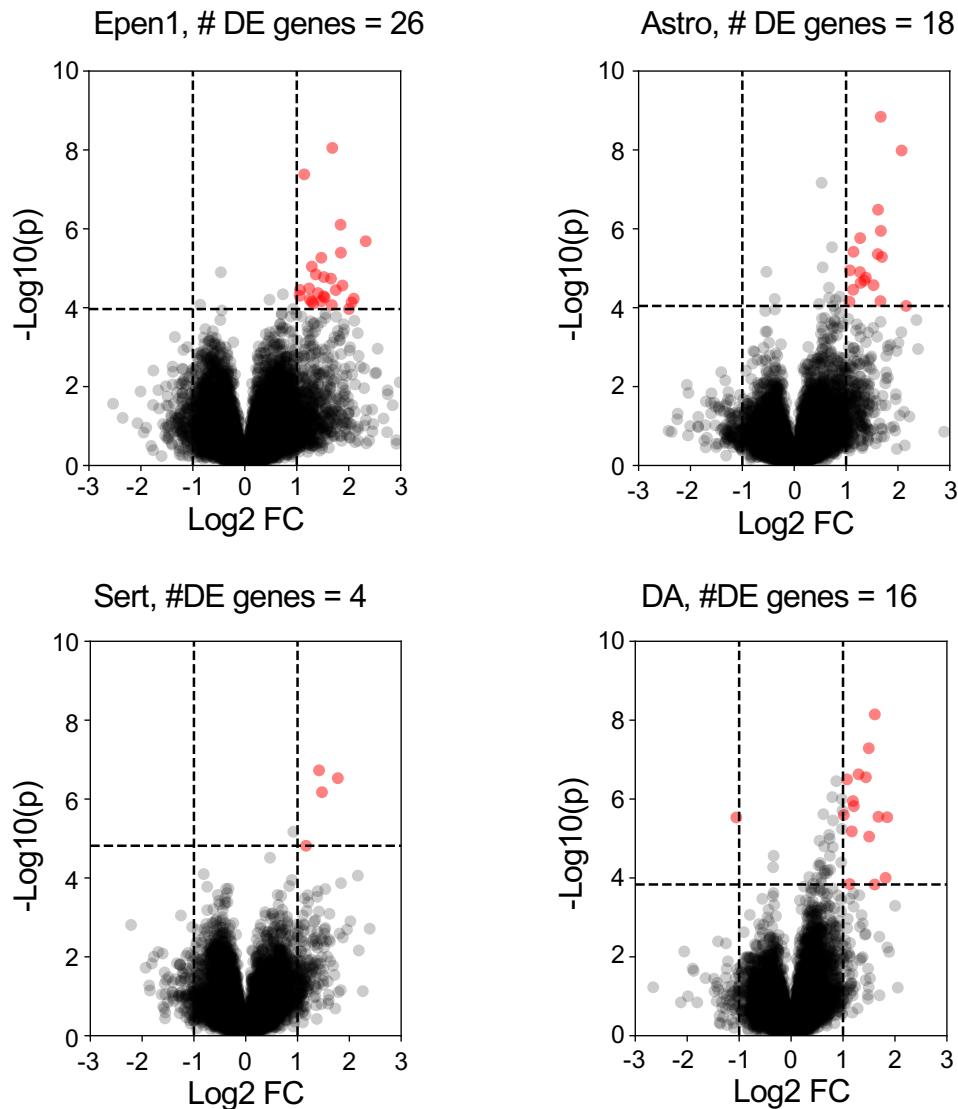 Epen1, # DE genes = 26
10
8
6
4
2
0
-Log10(p)
-3 -2 -1 0 1 2 3
Log2 FC
Astro, # DE genes = 18
10
8
6
4
2
0
-Log10(p)
-3 -2 -1 0 1 2 3
Log2 FC
Sert, #DE genes = 4
10
8
6
4
2
0
-Log10(p)
-3 -2 -1 0 1 2 3
Log2 FC
DA, #DE genes = 16
10
8
6
4
2
0
-Log10(p)
-3 -2 -1 0 1 2 3
Log2 FC